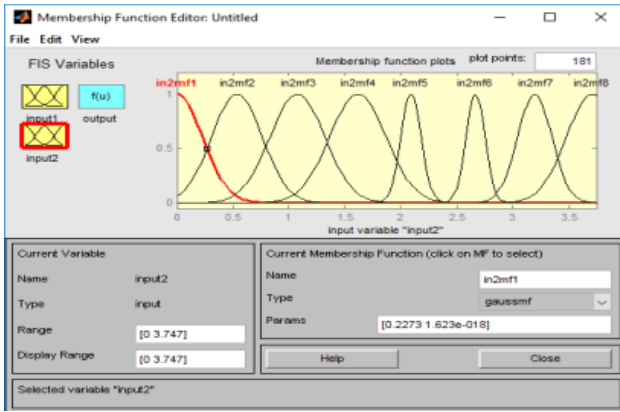 Membership Function Editor: Untitled
File Edit View
FIS Variables
Membership function plots plot points: 181
f(u)
input1 output
input2
in2mf1 in2mf2 in2mf3 in2mf4 in2mf5 in2mf6 in2mf7 in2mf8
1
0.5
0
0 0.5 1 1.5 2 2.5 3 3.5
input variable "input2"
Current Variable
Name input2
Type input
Range [0 3.747]
Display Range [0 3.747]
Current Membership Function (click on MF to select)
Name in2mf1
Type gaussmf
Params [0.2273 1.623e-018]
Help Close
Selected variable "input2"